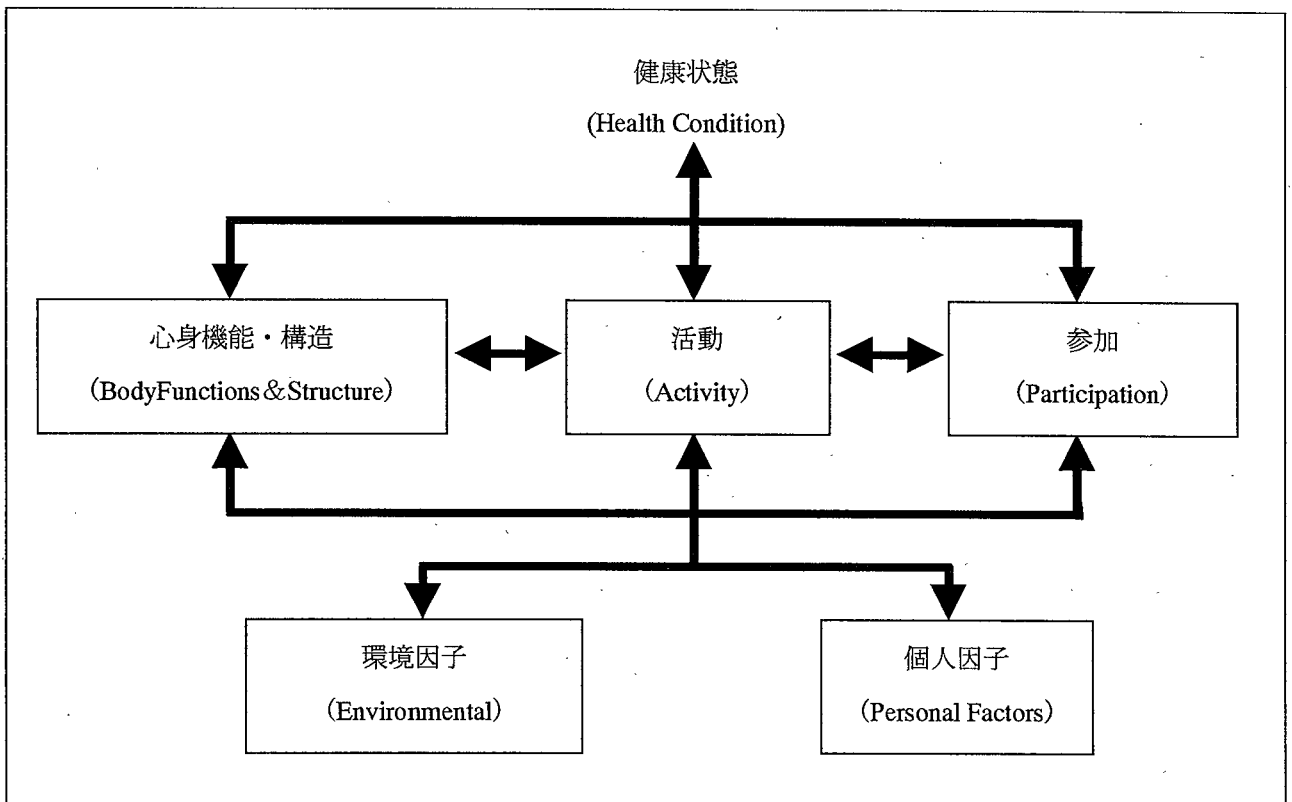 健康状態
(Health Condition)
心身機能・構造
(BodyFunctions＆Structure)
活動
(Activity)
参加
(Participation)
環境因子
(Environmental)
個人因子
(Personal Factors)